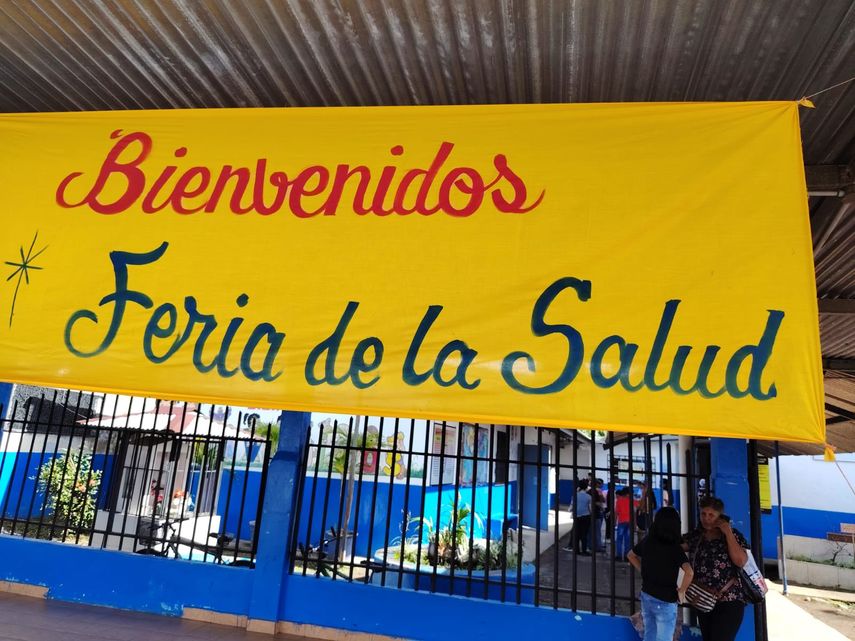 Bienvenidos
Feria de la Salud